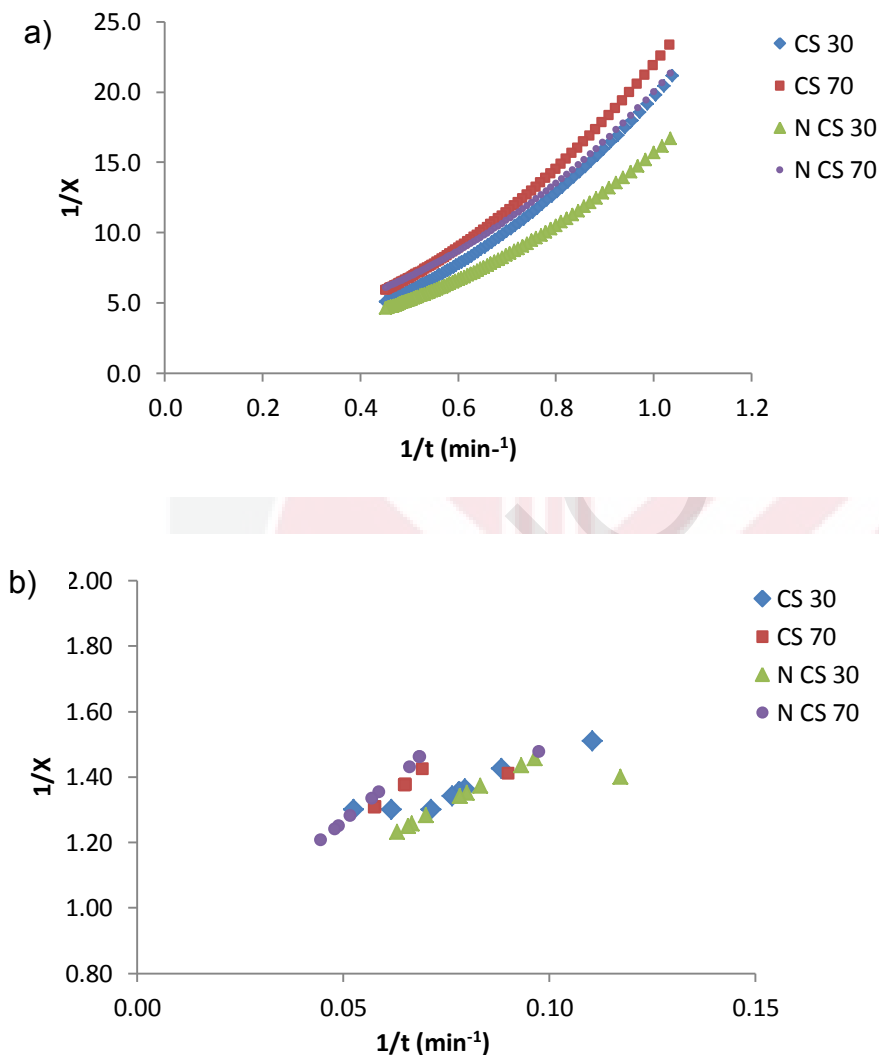 a)
25.0
20.0
15.0
10.0
5.0
0.0
1/X
0.0 0.2 0.4 0.6 0.8 1.0 1.2
1/t (min-¹)
CS 30
CS 70
N CS 30
N CS 70
b)
2.00
1.80
1.60
1.40
1.20
1.00
0.80
1/X
0.00 0.05 0.10 0.15
1/t (min⁻¹)
CS 30
CS 70
N CS 30
N CS 70